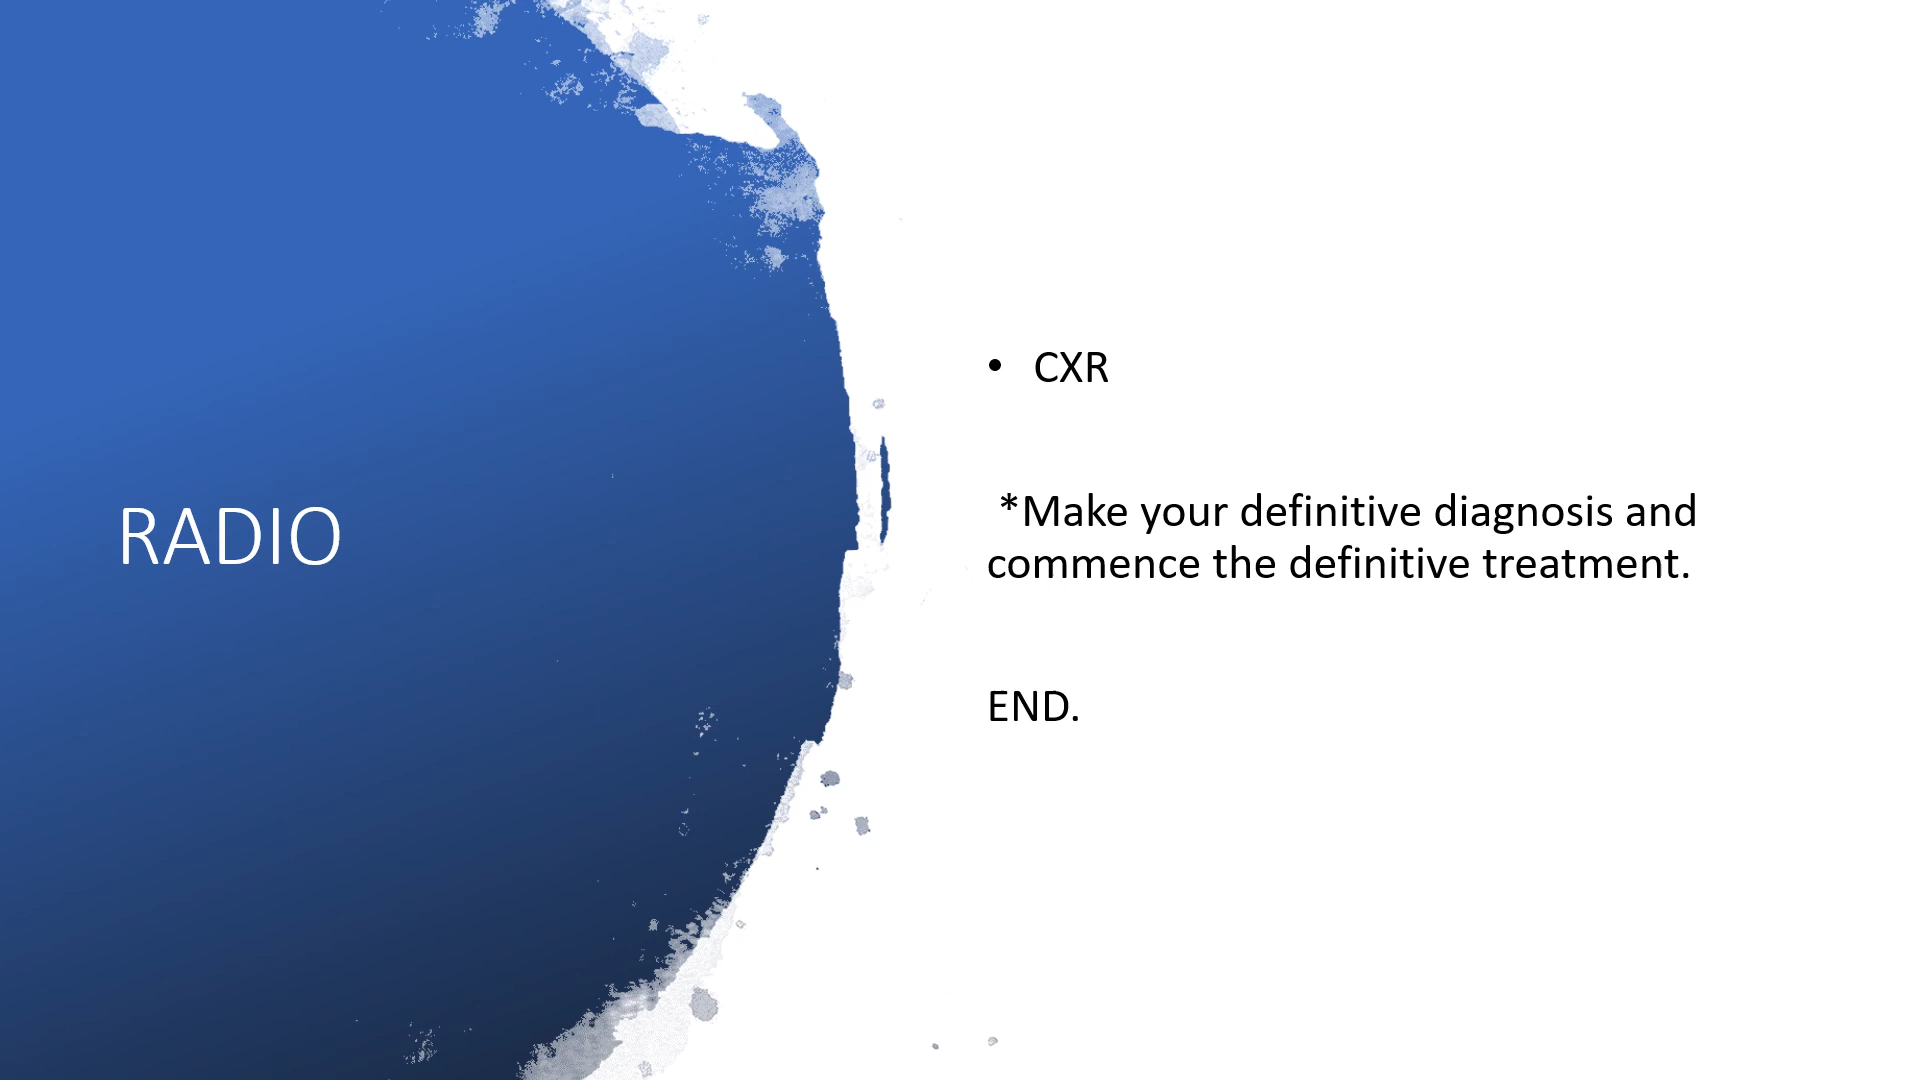 RADIO
• CXR
*Make your definitive diagnosis and
commence the definitive treatment.
END.